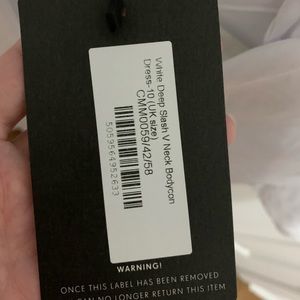 White Deep Slash V Neck Bodycon
Dress-10 (UK size)
CMM0059/42/58
5059564952633
WARNING!
ONCE THIS LABEL HAS BEEN REMOVED
CAN NO LONGER RETURN THIS ITEM